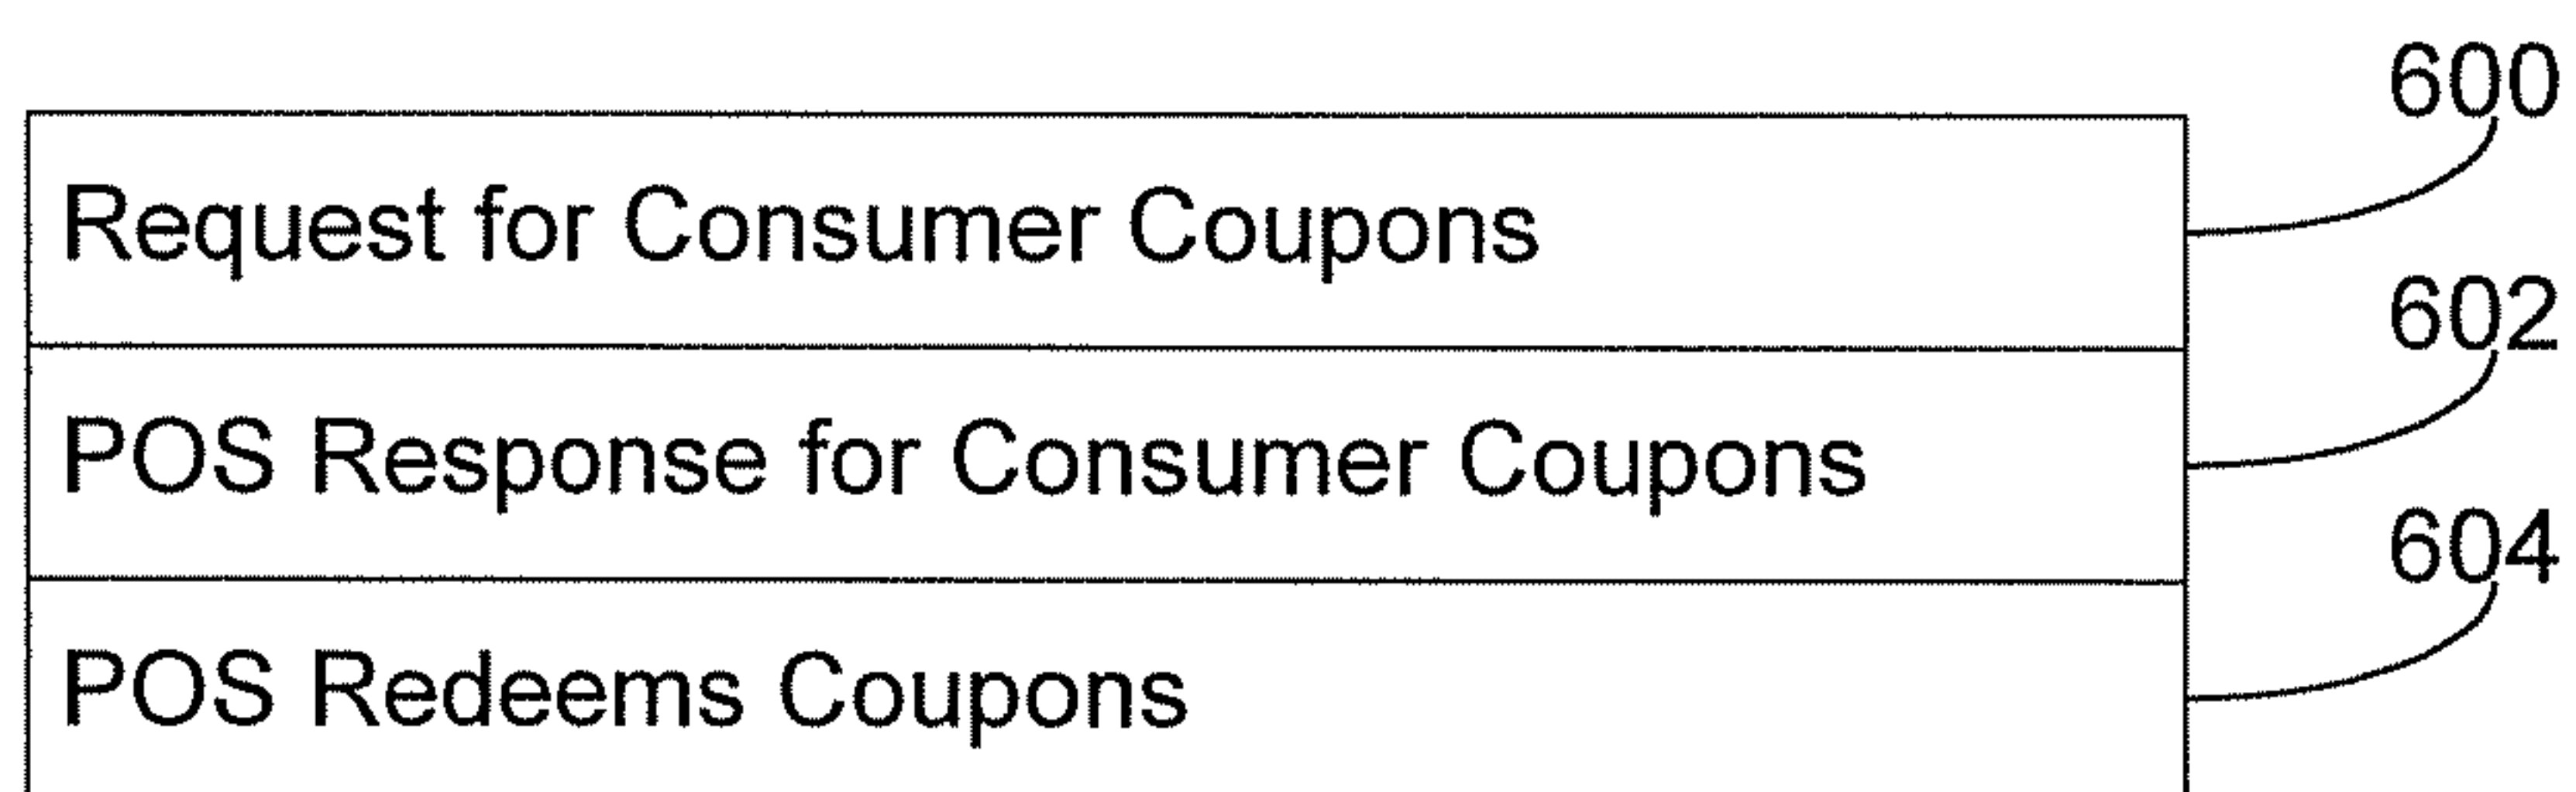 600
Request for Consumer Coupons
602
POS Response for Consumer Coupons
604
POS Redeems Coupons